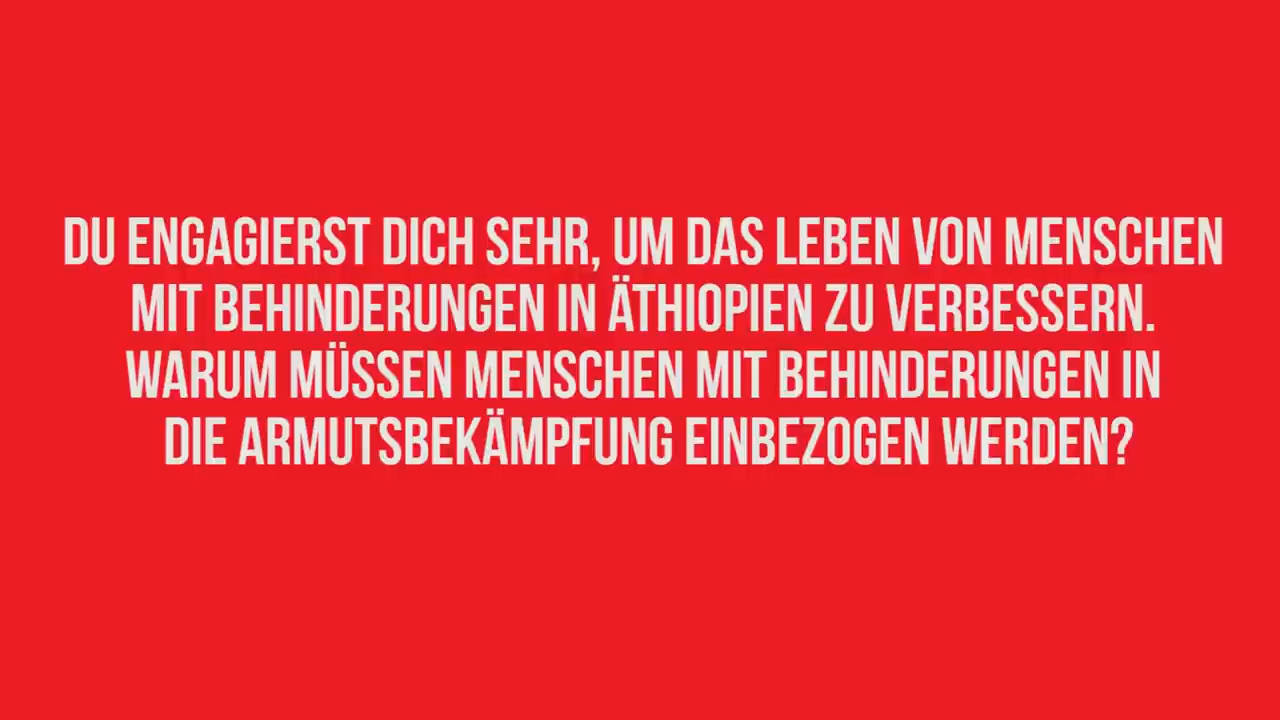 DU ENGAGIERST DICH SEHR, UM DAS LEBEN VON MENSCHEN
MIT BEHINDERUNGEN IN ÄTHIOPIEN ZU VERBESSERN.
WARUM MÜSSEN MENSCHEN MIT BEHINDERUNGEN IN
DIE ARMUTSBEKÄMPFUNG EINBEZOGEN WERDEN?